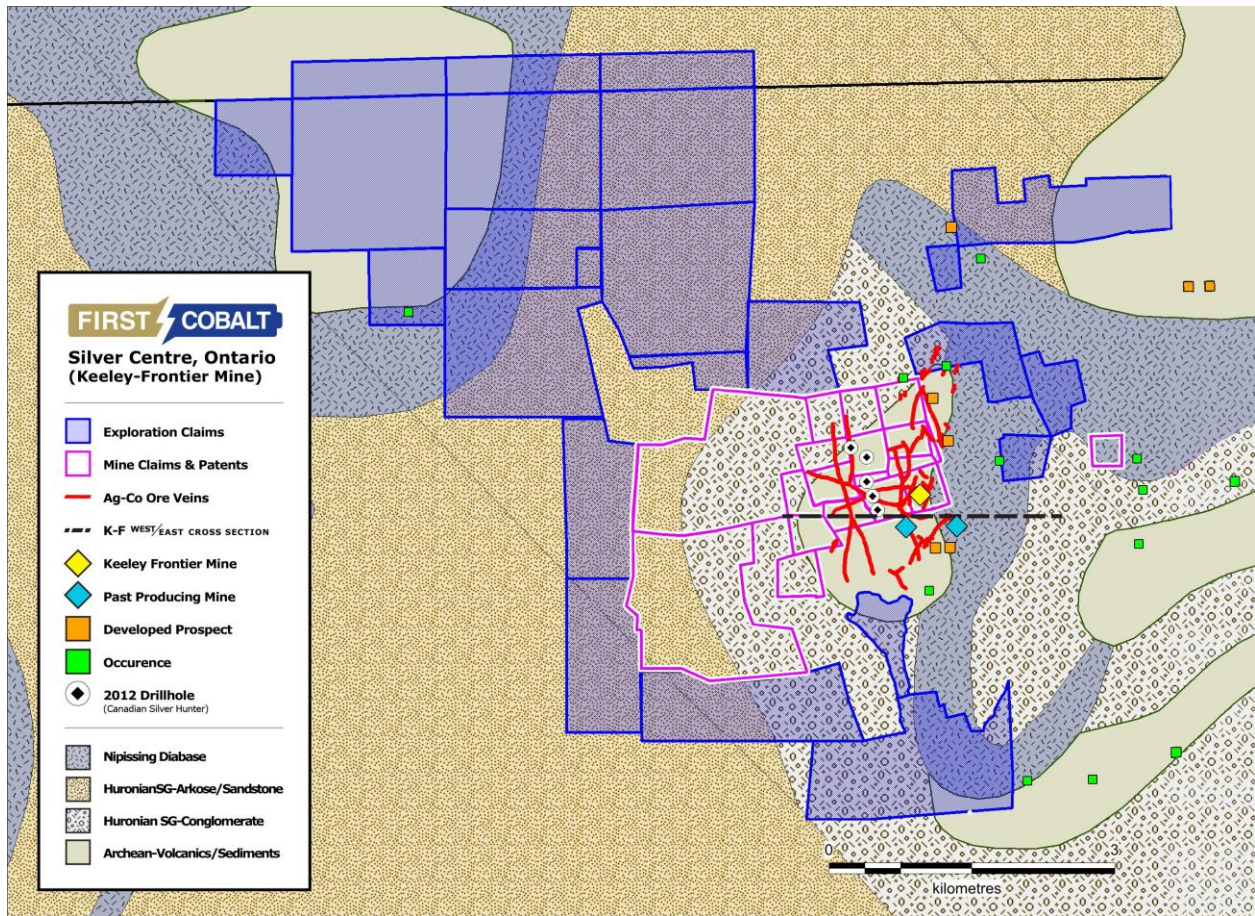 FIRST COBALT
Silver Centre, Ontario
(Keeley-Frontier Mine)
Exploration Claims
Mine Claims & Patents
Ag-Co Ore Veins
K-F WEST/EAST CROSS SECTION
Keeley Frontier Mine
Past Producing Mine
Developed Prospect
Occurence
2012 Drillhole
(Canadian Silver Hunter)
Nipissing Diabase
HuronianSG-Arkose/Sandstone
Huronian SG-Conglomerate
Archean-Volcanics/Sediments
0 3
kilometres